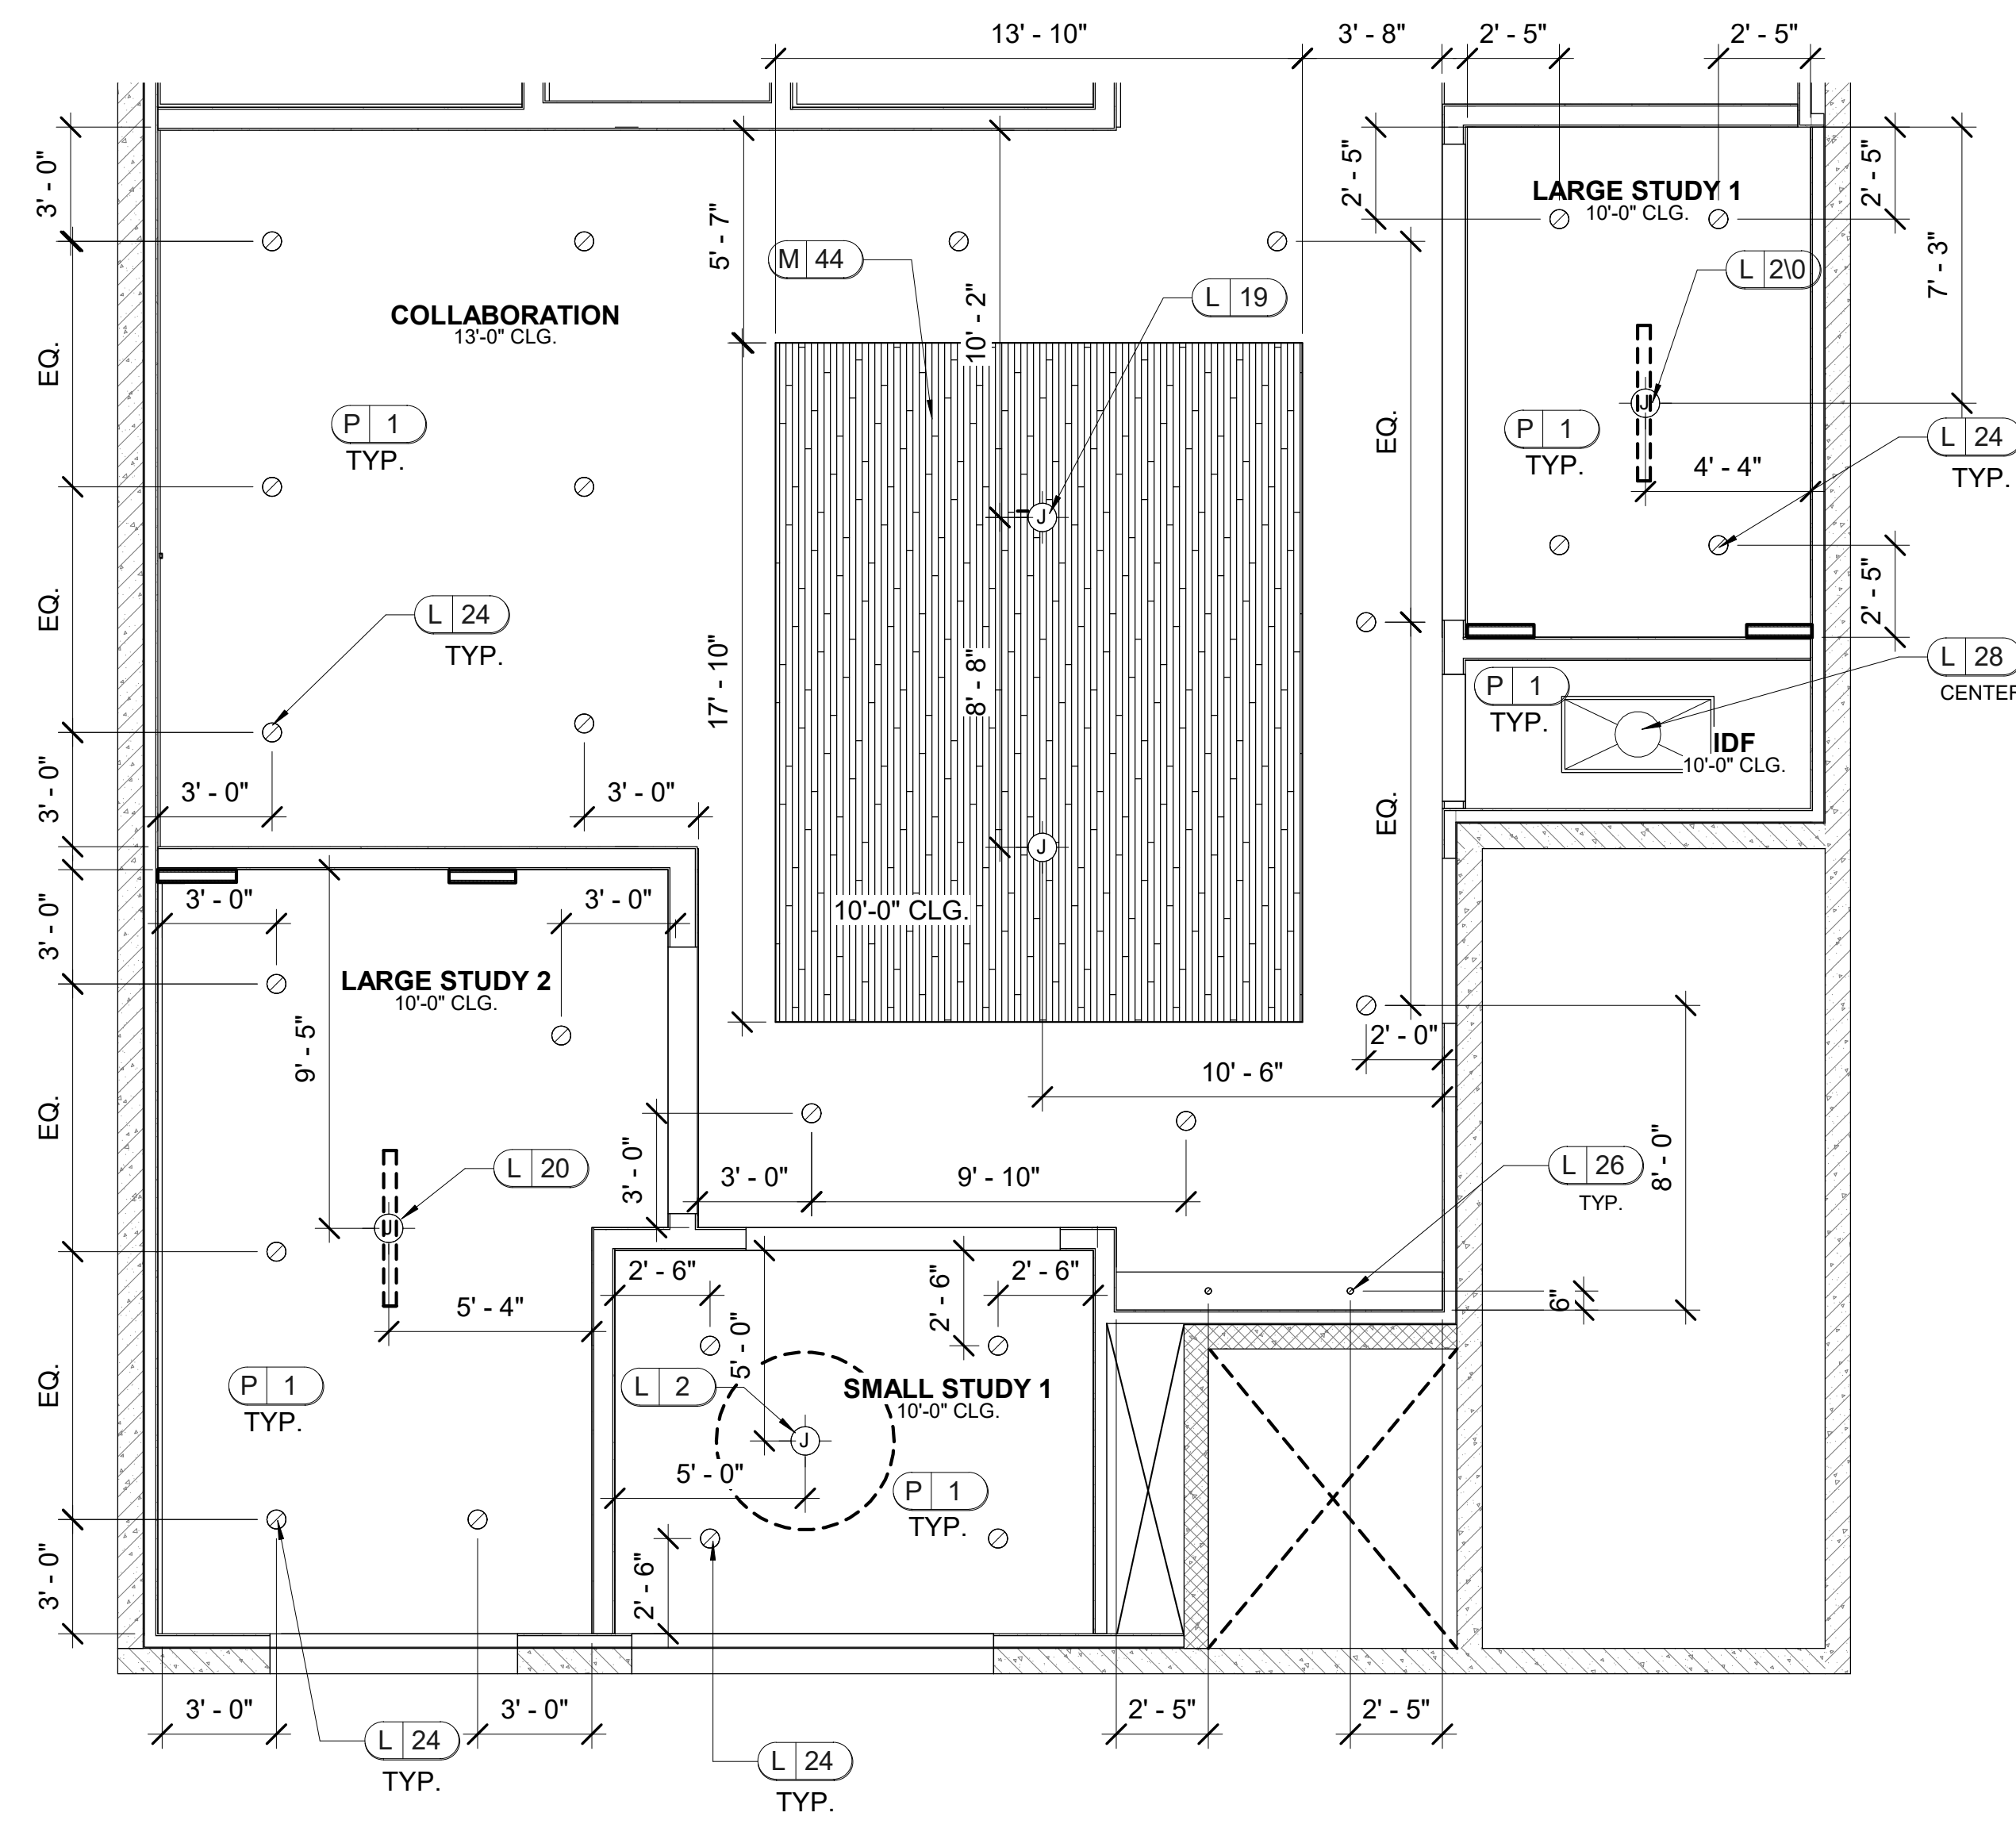 13' - 10"
3' - 8"
2' - 5"
2' - 5"
3' - 0"
5' - 7"
10' - 2"
2' - 5"
2' - 5"
7' - 3"
LARGE STUDY 1
10'-0" CLG.
M 44
L 19
L 2\0
COLLABORATION
13'-0" CLG.
EQ.
P 1
TYP.
EQ.
P 1
TYP.
4' - 4"
L 24
TYP.
EQ.
L 24
TYP.
2' - 5"
17' - 10"
8' - 8"
L 28
P 1
TYP.
IDF
10'-0" CLG.
3' - 0"
3' - 0"
3' - 0"
EQ.
3' - 0"
3' - 0"
3' - 0"
10'-0" CLG.
LARGE STUDY 2
10'-0" CLG.
9' - 5"
2' - 0"
10' - 6"
EQ.
L 20
3' - 0"
3' - 0"
9' - 10"
L 26
TYP.
8' - 0"
5' - 4"
2' - 6"
2' - 6"
2' - 6"
6"
5' - 0"
EQ.
P 1
TYP.
L 2
SMALL STUDY 1
10'-0" CLG.
5' - 0"
P 1
TYP.
3' - 0"
2' - 6"
3' - 0"
3' - 0"
2' - 5"
2' - 5"
L 24
TYP.
L 24
TYP.
J
J
J
J
J